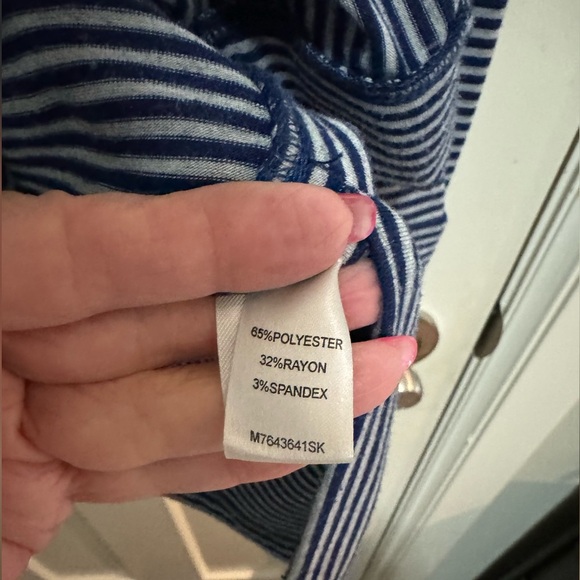 65%POLYESTER
32%RAYON
3%SPANDEX
M7643641SK